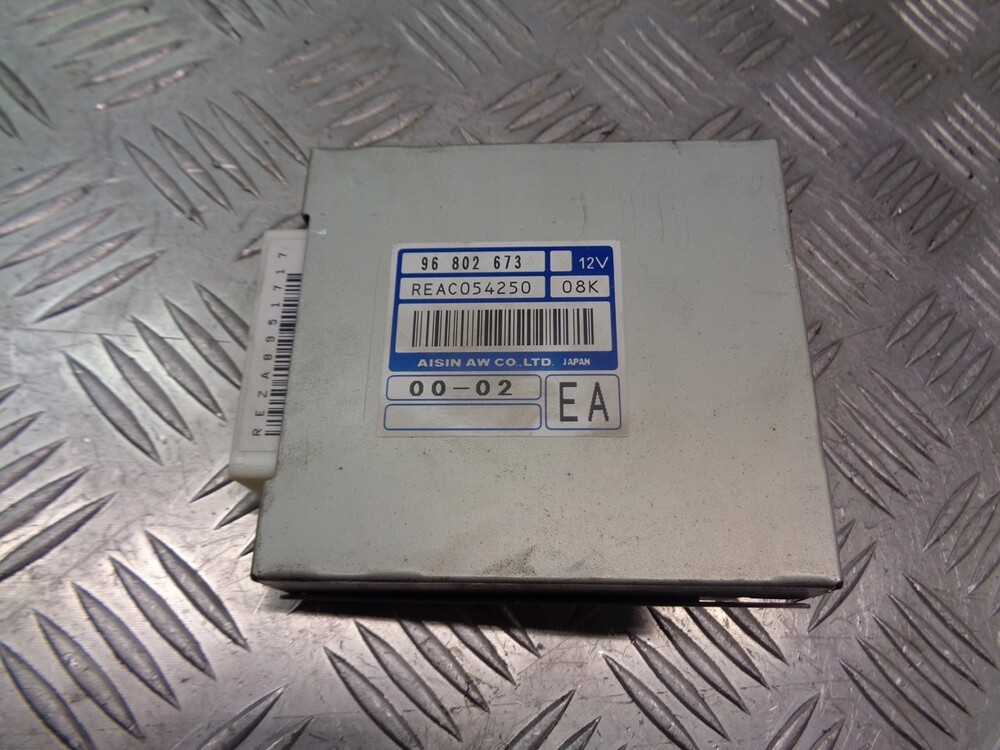 96 802 673 12V
REAC054250 08K
AISIN AW CO.,LTD. JAPAN
00-02
EA
REZA8951717